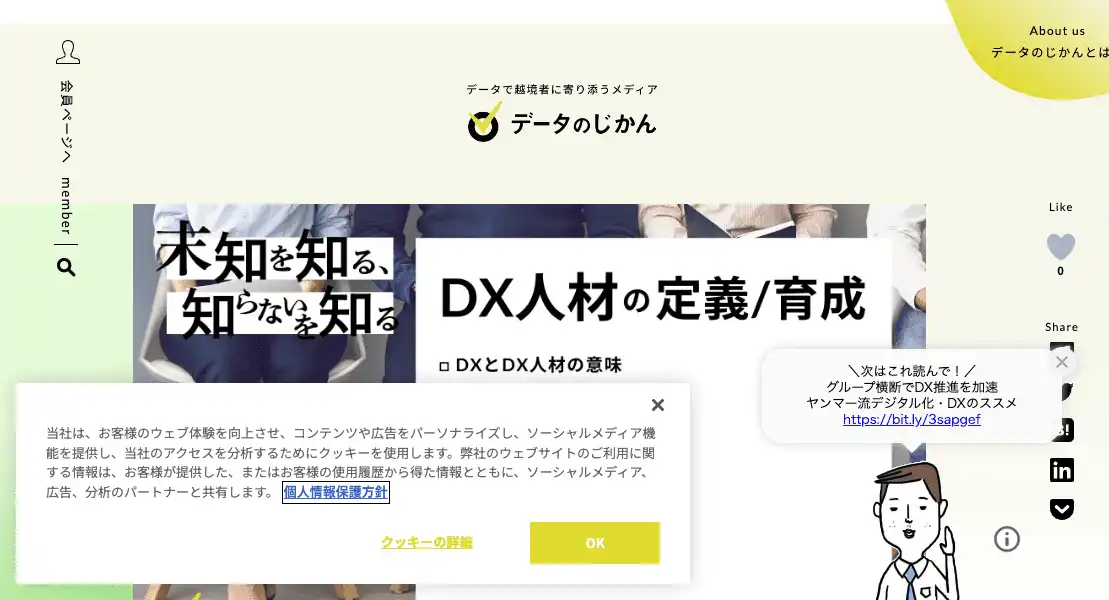 About us
データのじかんとは
会員ページへ member
データで越境者に寄り添うメディア
データのじかん
Like
0
Share
未知を知る、
知らないを知る
DX人材の定義/育成
DXとDX人材の意味
＼次はこれ読んで！／
グループ横断でDX推進を加速
ヤンマー流デジタル化・DXのススメ
https://bit.ly/3sapgef
当社は、お客様のウェブ体験を向上させ、コンテンツや広告をパーソナライズし、ソーシャルメディア機
能を提供し、当社のアクセスを分析するためにクッキーを使用します。弊社のウェブサイトのご利用に関
する情報は、お客様が提供した、またはお客様の使用履歴から得た情報とともに、ソーシャルメディア、
広告、分析のパートナーと共有します。 個人情報保護方針
クッキーの詳細
OK